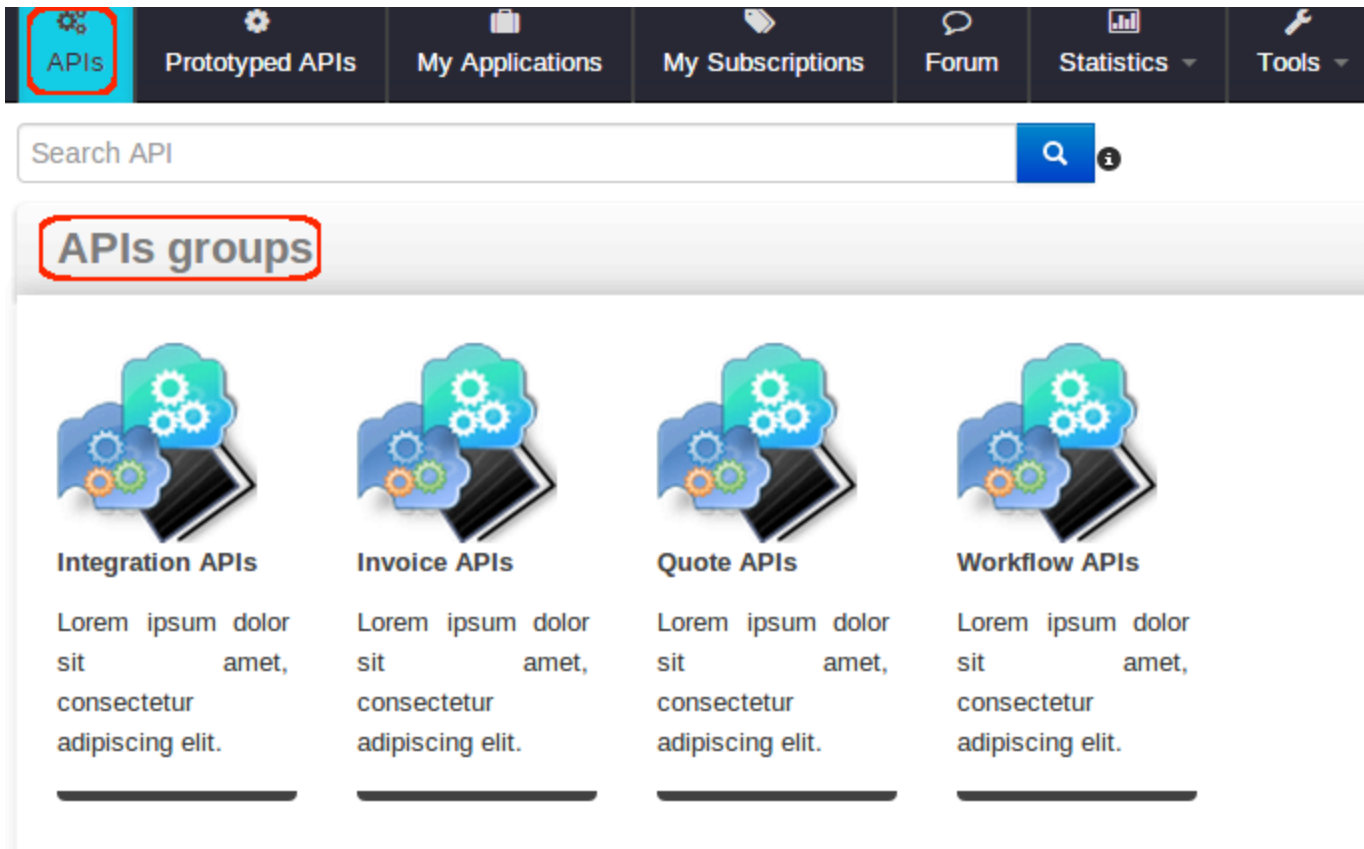 APIs Prototyped APIs My Applications My Subscriptions Forum Statistics Tools
Search API
APIs groups
Integration APIs Invoice APIs Quote APIs Workflow APIs
Lorem ipsum dolor Lorem ipsum dolor Lorem ipsum dolor Lorem ipsum dolor
sit amet, sit amet, sit amet, sit amet,
consectetur consectetur consectetur consectetur
adipiscing elit. adipiscing elit. adipiscing elit. adipiscing elit.